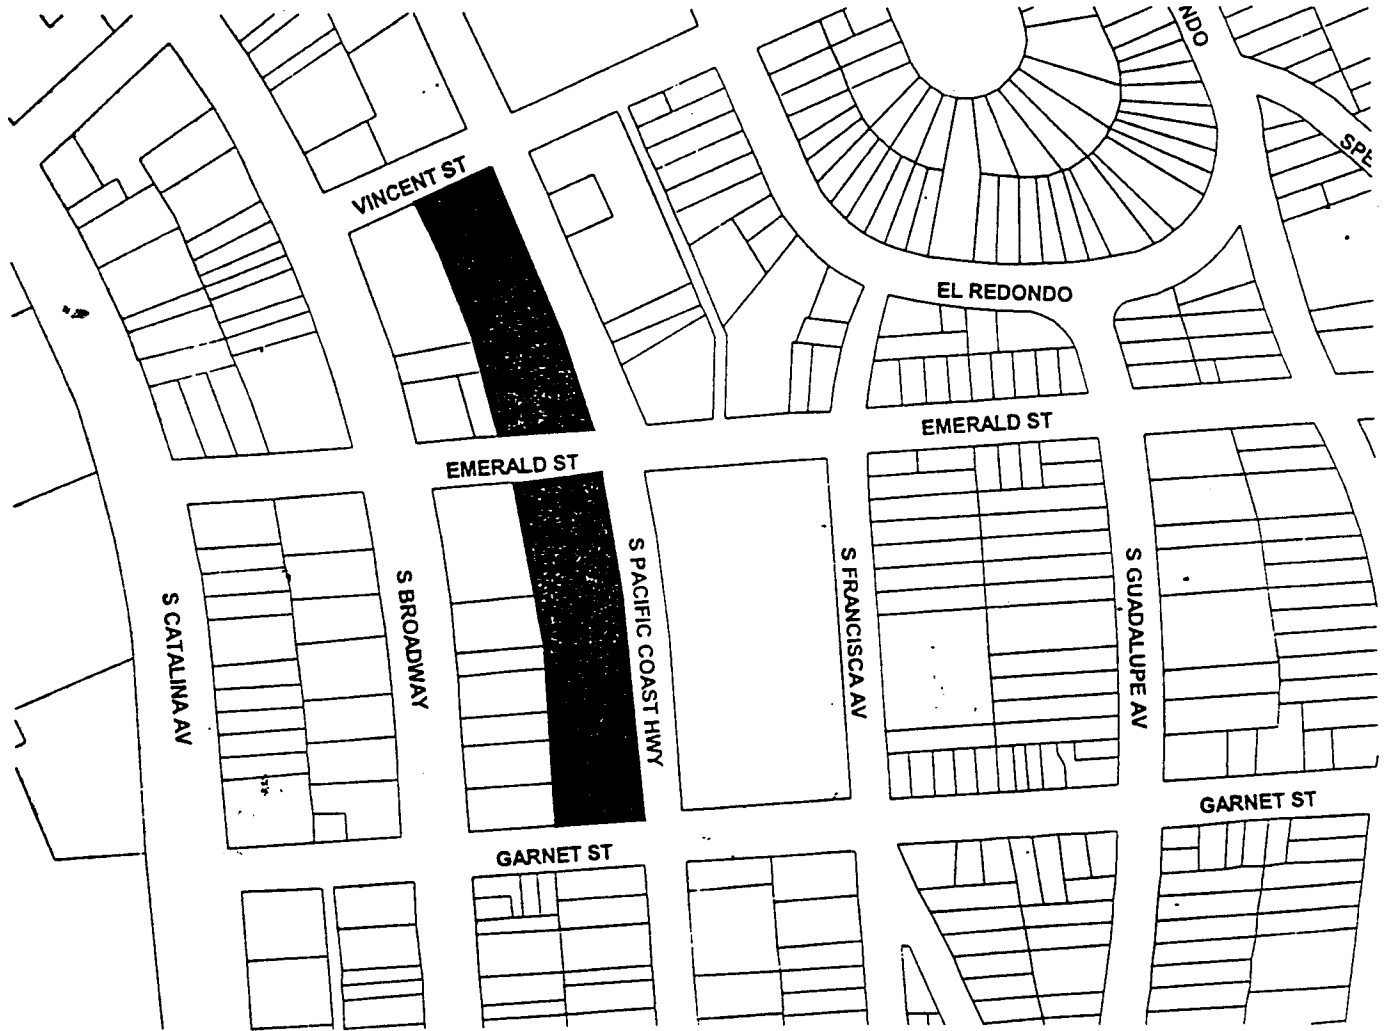 NDO
SPE
VINCENT ST
EL REDONDO
EMERALD ST
EMERALD ST
S CATALINA AV
S BROADWAY
S PACIFIC COAST HWY
S FRANCISCA AV
S GUADALUPE AV
GARNET ST
GARNET ST